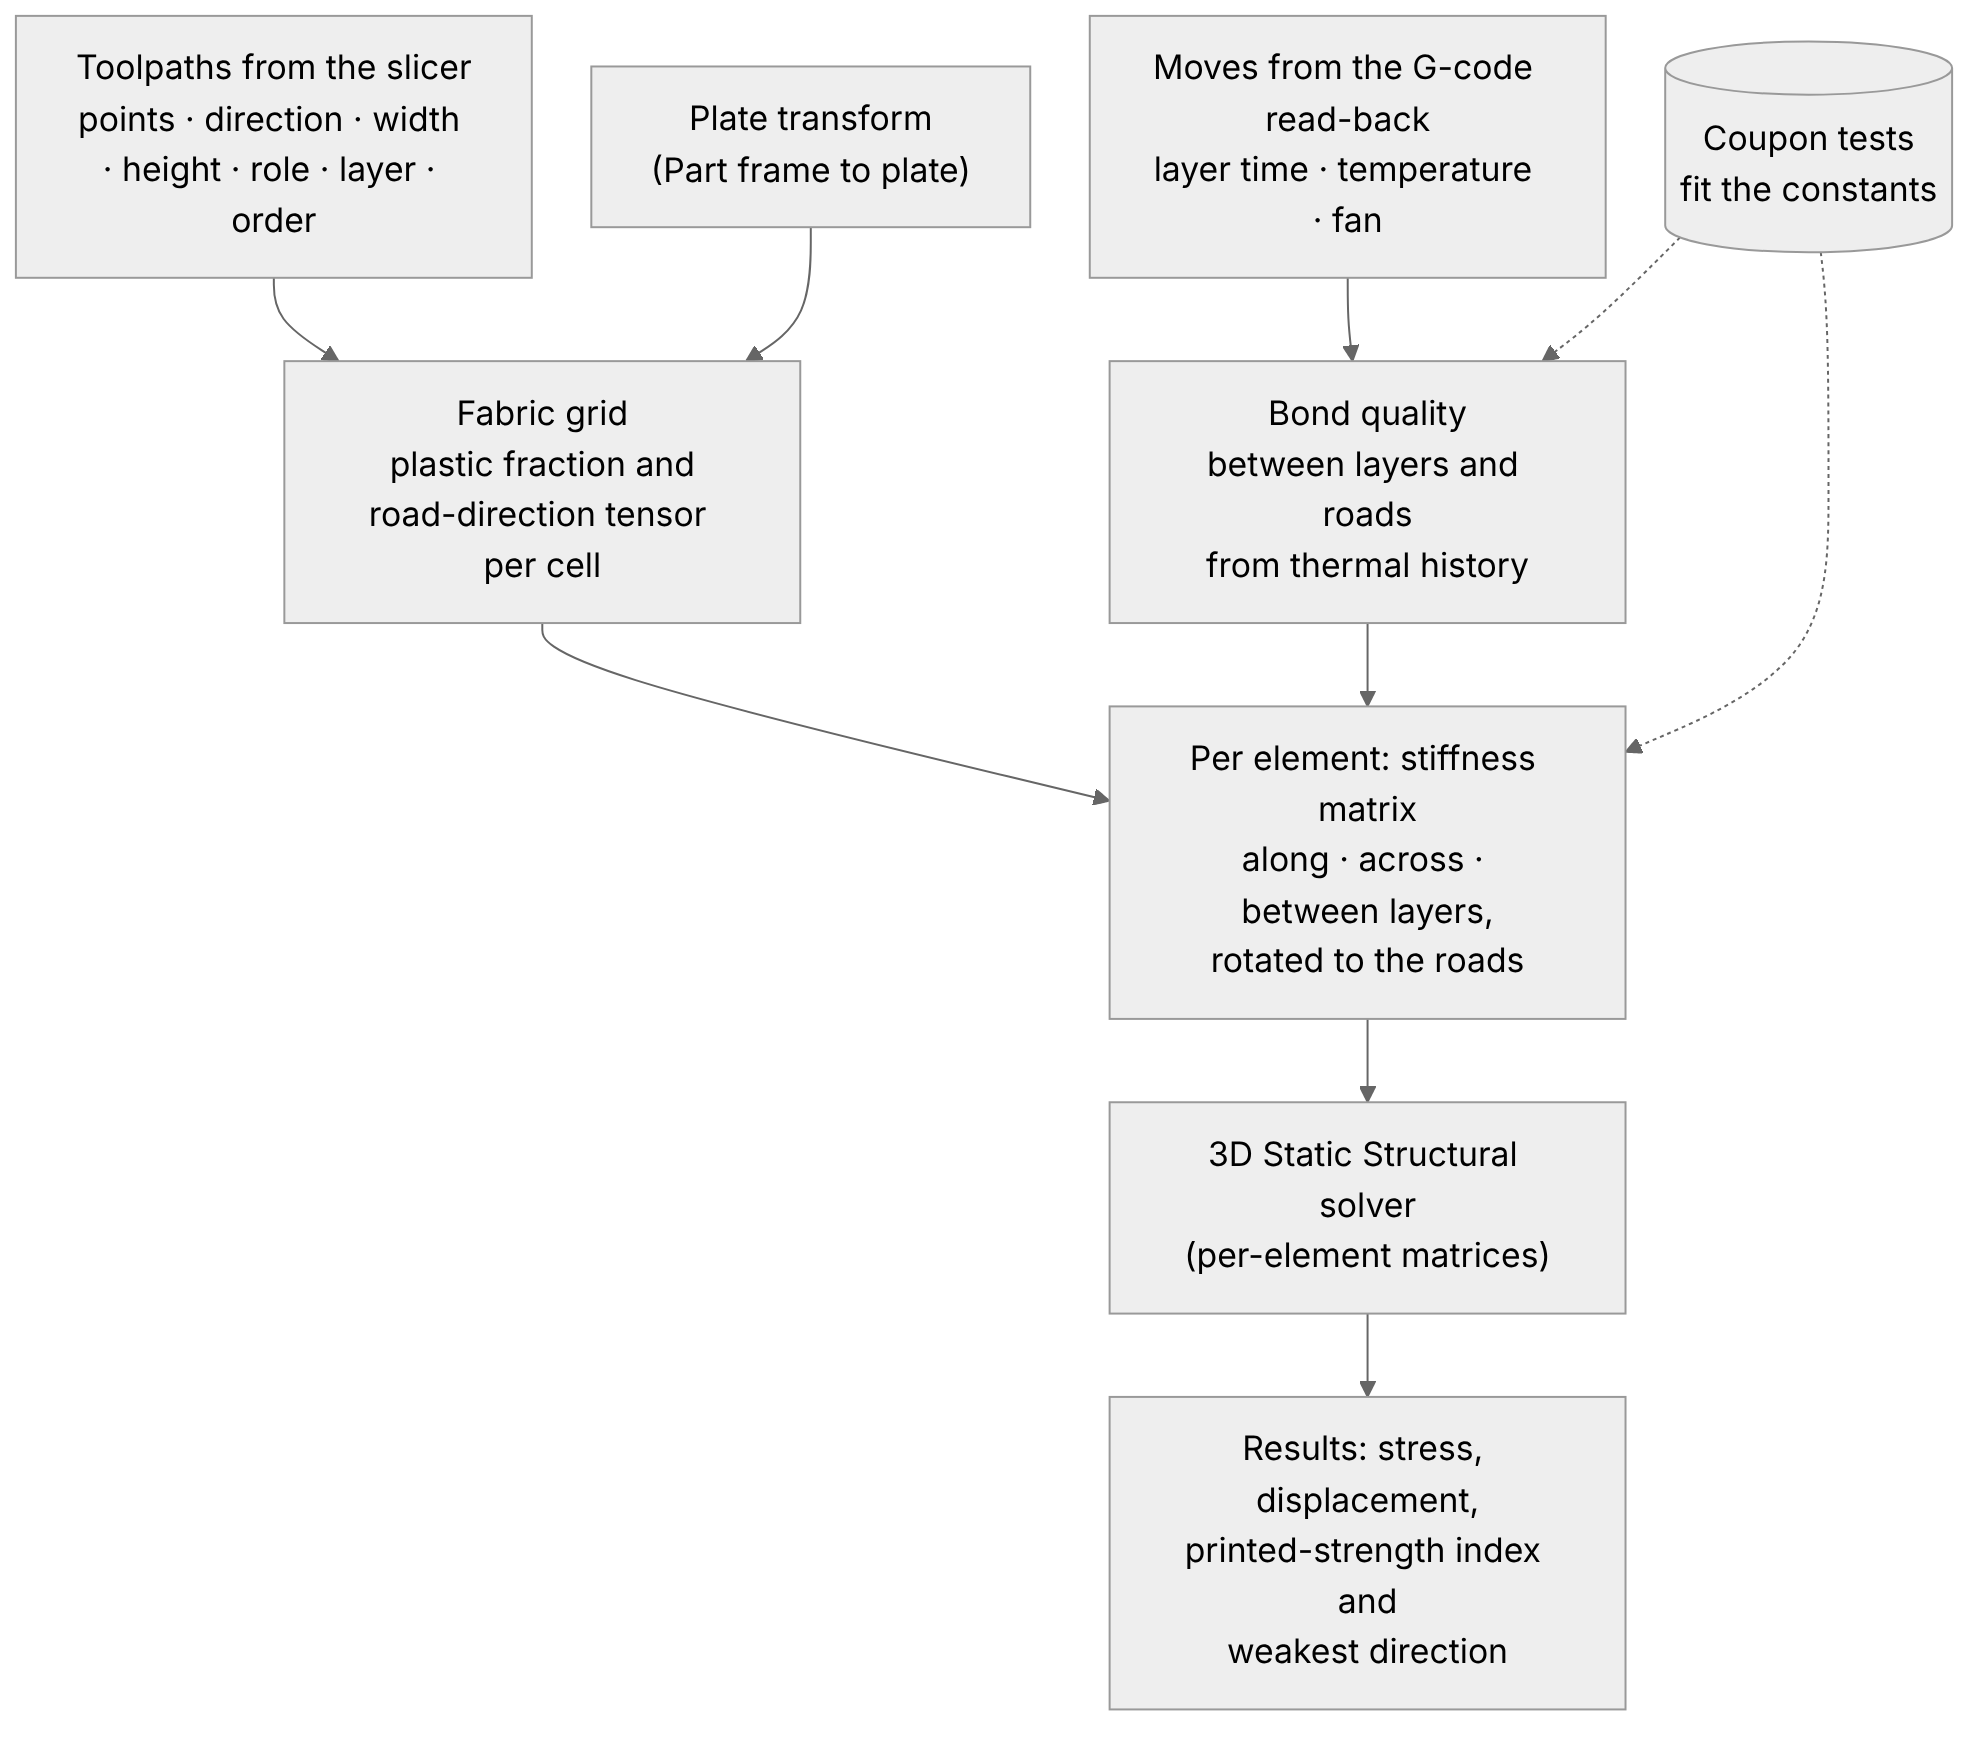 Toolpaths from the slicer
points · direction · width
· height · role · layer ·
order
Plate transform
(Part frame to plate)
Moves from the G-code
read-back
layer time · temperature
· fan
Coupon tests
fit the constants
Fabric grid
plastic fraction and
road-direction tensor
per cell
Bond quality
between layers and
roads
from thermal history
Per element: stiffness
matrix
along · across ·
between layers,
rotated to the roads
3D Static Structural
solver
(per-element matrices)
Results: stress,
displacement,
printed-strength index
and
weakest direction